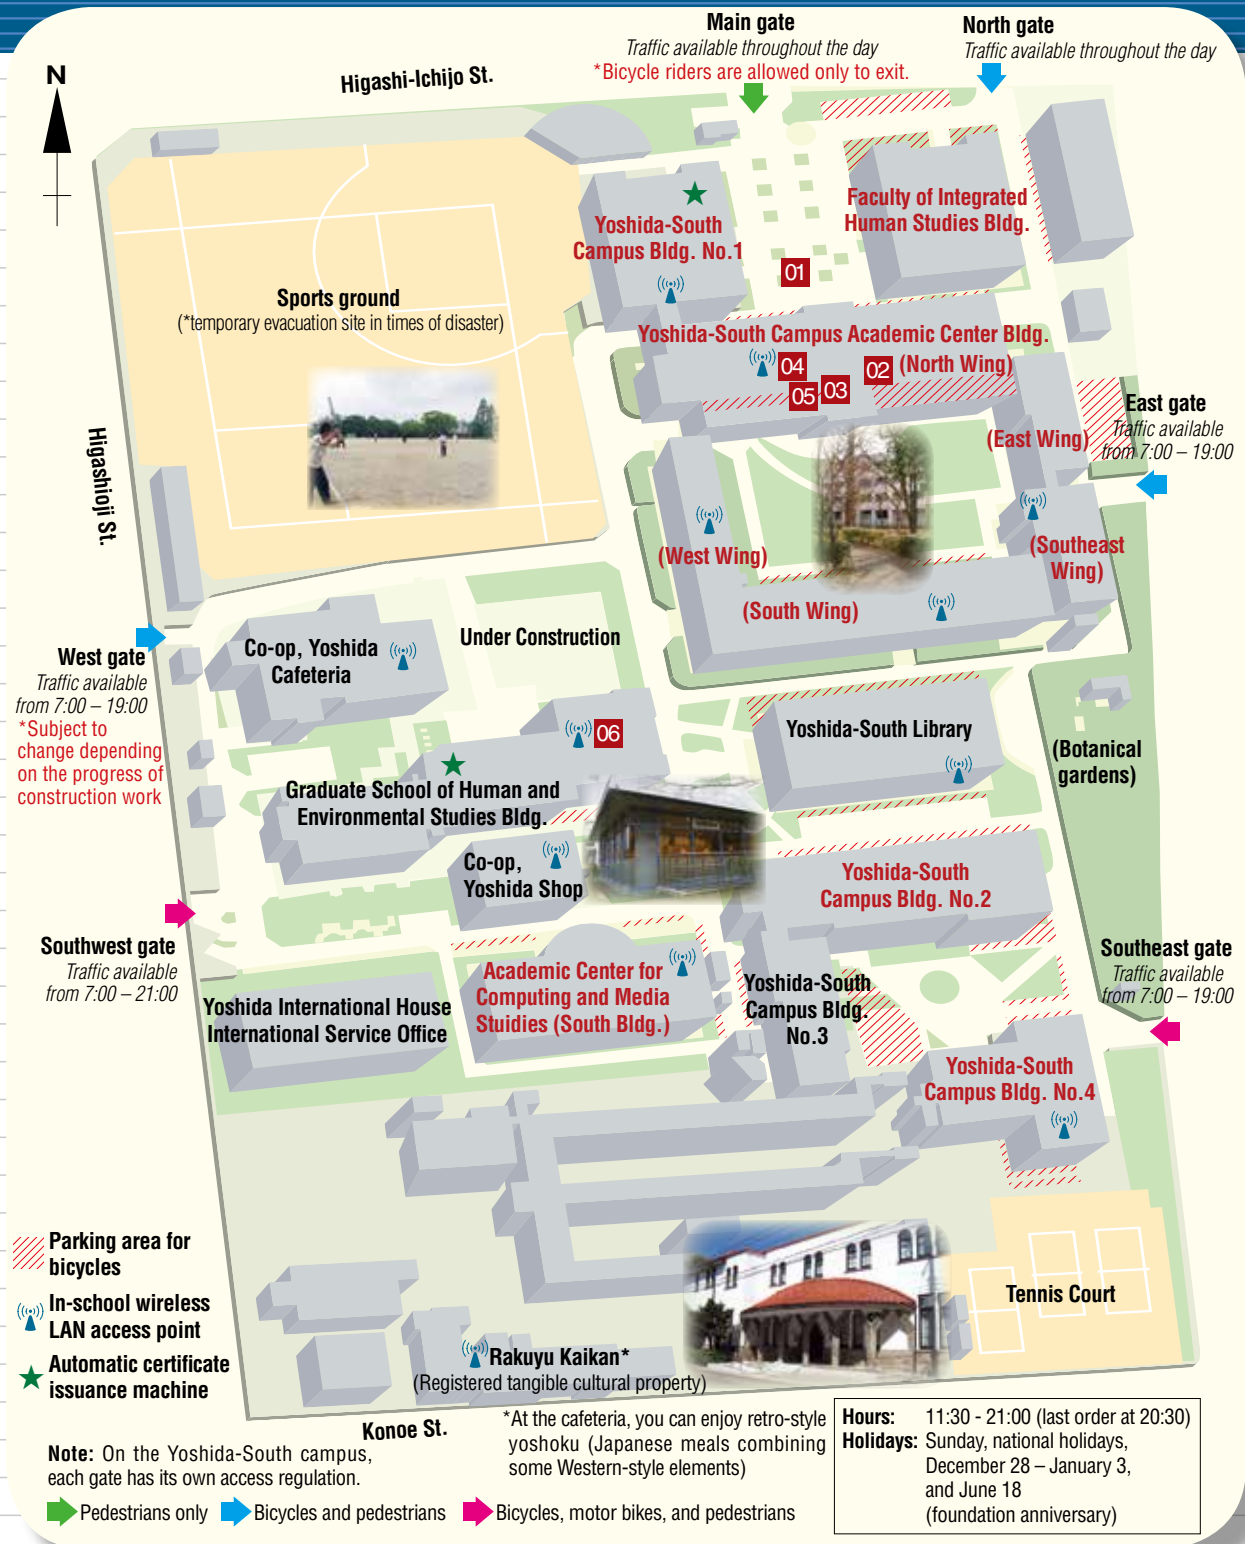 Main gate
Traffic available throughout the day
*Bicycle riders are allowed only to exit.
North gate
Traffic available throughout the day
N
Higashi-Ichijo St.
Faculty of Integrated
Human Studies Bldg.
Yoshida-South
Campus Bldg. No.1
01
Sports ground
(*temporary evacuation site in times of disaster)
Yoshida-South Campus Academic Center Bldg.
(North Wing)
04
02
05
03
East gate
Traffic available
from 7:00 – 19:00
(East Wing)
Higashioji St.
(West Wing)
(Southeast
Wing)
(South Wing)
Under Construction
Co-op, Yoshida
Cafeteria
West gate
Traffic available
from 7:00 – 19:00
*Subject to
change depending
on the progress of
construction work
06
Yoshida-South Library
(Botanical
gardens)
Graduate School of Human and
Environmental Studies Bldg.
Co-op,
Yoshida Shop
Yoshida-South
Campus Bldg. No.2
Southwest gate
Traffic available
from 7:00 – 21:00
Southeast gate
Traffic available
from 7:00 – 19:00
Academic Center for
Computing and Media
Stuidies (South Bldg.)
Yoshida-South
Campus Bldg.
No.3
Yoshida International House
International Service Office
Yoshida-South
Campus Bldg. No.4
Parking area for
bicycles
In-school wireless
LAN access point
Automatic certificate
issuance machine
Tennis Court
Rakuyu Kaikan*
(Registered tangible cultural property)
Konoe St.
*At the cafeteria, you can enjoy retro-style
yoshoku (Japanese meals combining
some Western-style elements)
Hours: 11:30 - 21:00 (last order at 20:30)
Holidays: Sunday, national holidays,
December 28 – January 3,
and June 18
(foundation anniversary)
Note: On the Yoshida-South campus,
each gate has its own access regulation.
Pedestrians only
Bicycles and pedestrians
Bicycles, motor bikes, and pedestrians